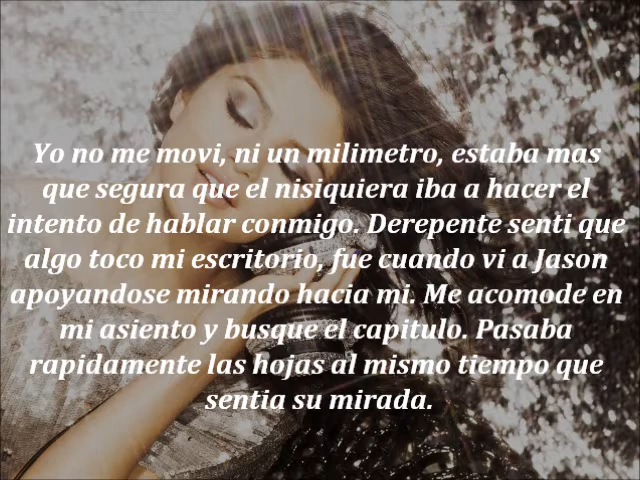 Yo no me movi, ni un milimetro, estaba mas
que segura que el nisiquiera iba a hacer el
intento de hablar conmigo. Derepente senti que
algo toco mi escritorio, fue cuando vi a Jason
apoyandose mirando hacia mi. Me acomode en
mi asiento y busque el capitulo. Pasaba
rapidamente las hojas al mismo tiempo que
sentia su mirada.